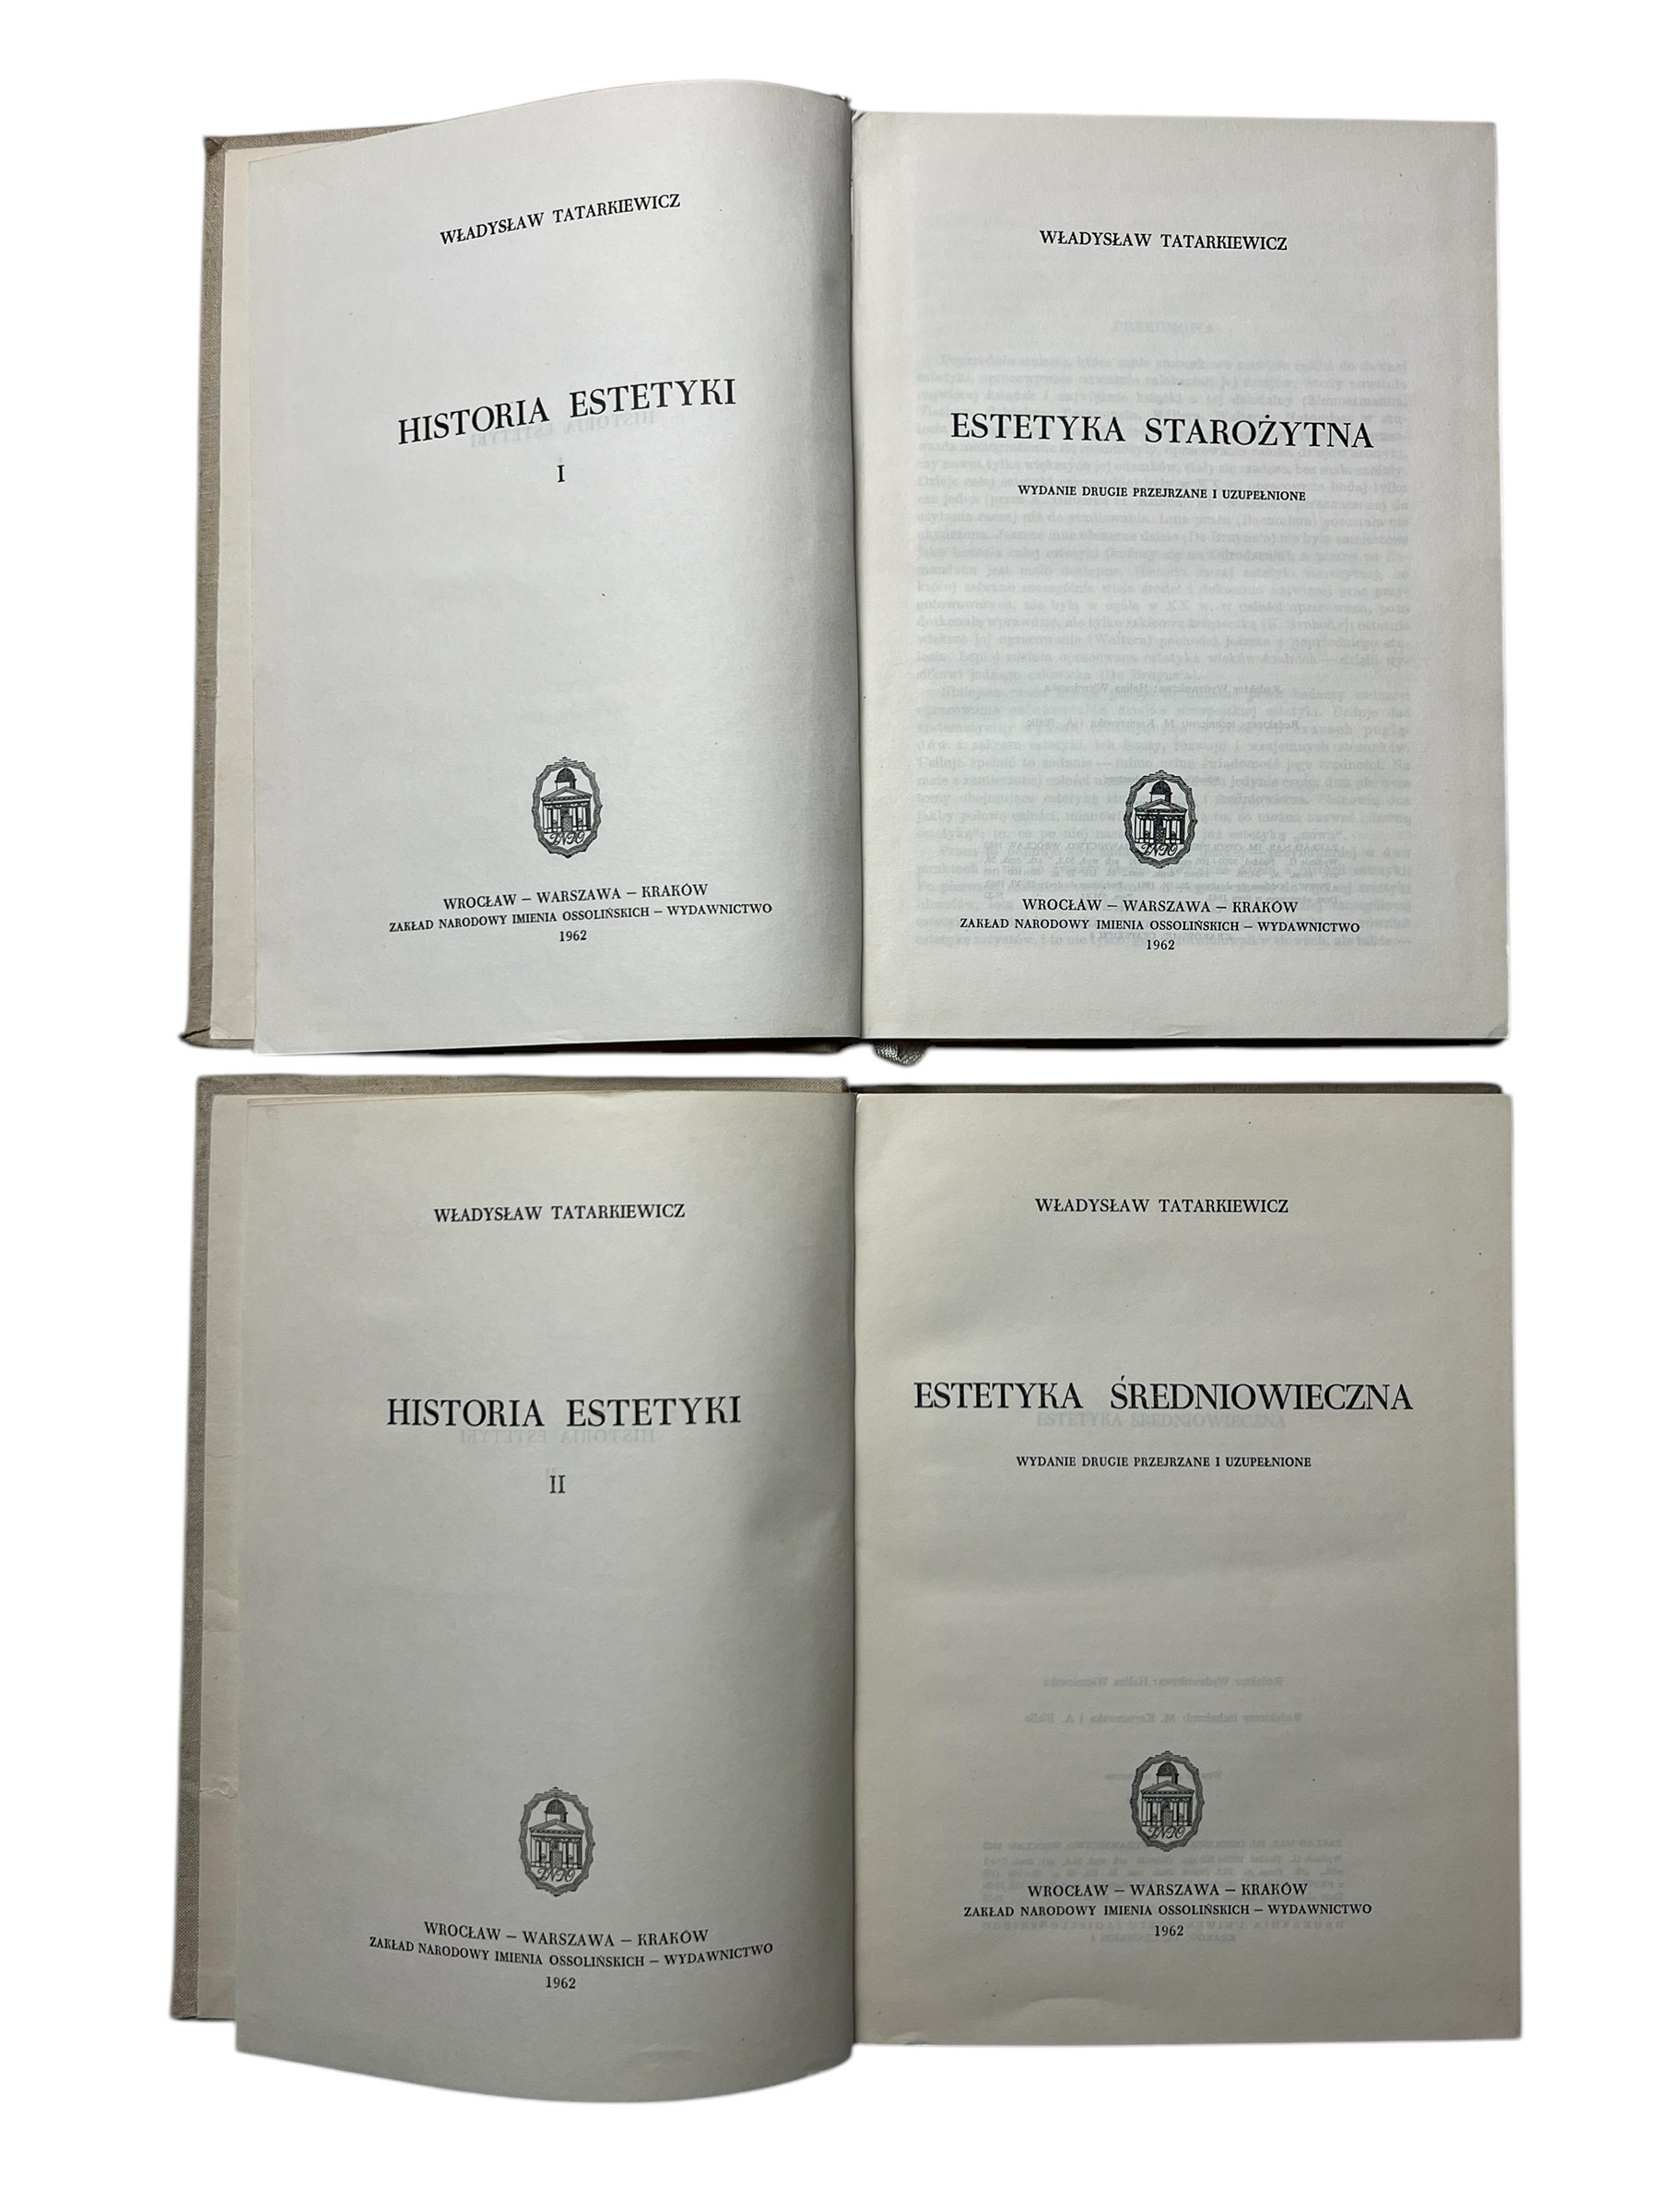 WŁADYSŁAW TATARKIEWICZ
HISTORIA ESTETYKI
I
WROCŁAW – WARSZAWA – KRAKÓW
ZAKŁAD NARODOWY IMIENIA OSSOLIŃSKICH – WYDAWNICTWO
1962
WŁADYSŁAW TATARKIEWICZ
ESTETYKA STAROŻYTNA
WYDANIE DRUGIE PRZEJRZANE I UZUPEŁNIONE
WROCŁAW – WARSZAWA – KRAKÓW
ZAKŁAD NARODOWY IMIENIA OSSOLIŃSKICH – WYDAWNICTWO
1962
WŁADYSŁAW TATARKIEWICZ
HISTORIA ESTETYKI
II
WROCŁAW – WARSZAWA – KRAKÓW
ZAKŁAD NARODOWY IMIENIA OSSOLIŃSKICH – WYDAWNICTWO
1962
WŁADYSŁAW TATARKIEWICZ
ESTETYKA ŚREDNIOWIECZNA
WYDANIE DRUGIE PRZEJRZANE I UZUPEŁNIONE
WROCŁAW – WARSZAWA – KRAKÓW
ZAKŁAD NARODOWY IMIENIA OSSOLIŃSKICH – WYDAWNICTWO
1962